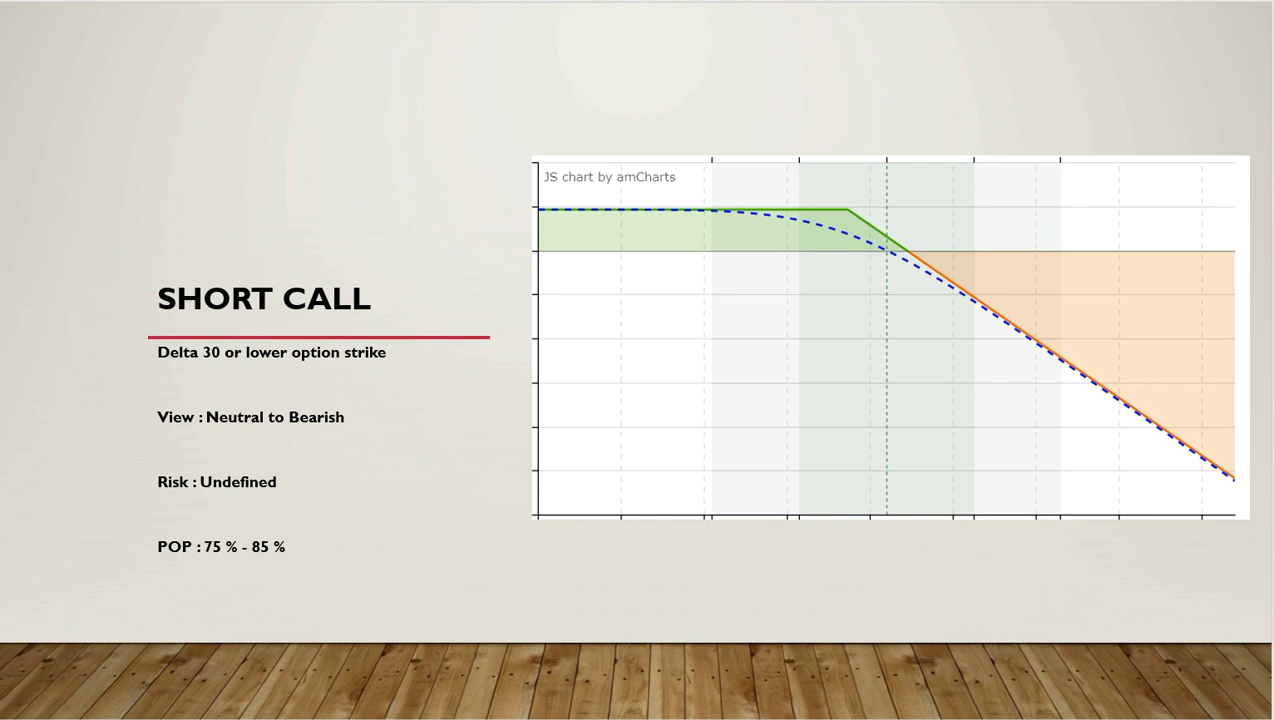 SHORT CALL
Delta 30 or lower option strike
View : Neutral to Bearish
Risk : Undefined
POP : 75 % - 85 %
JS chart by amCharts